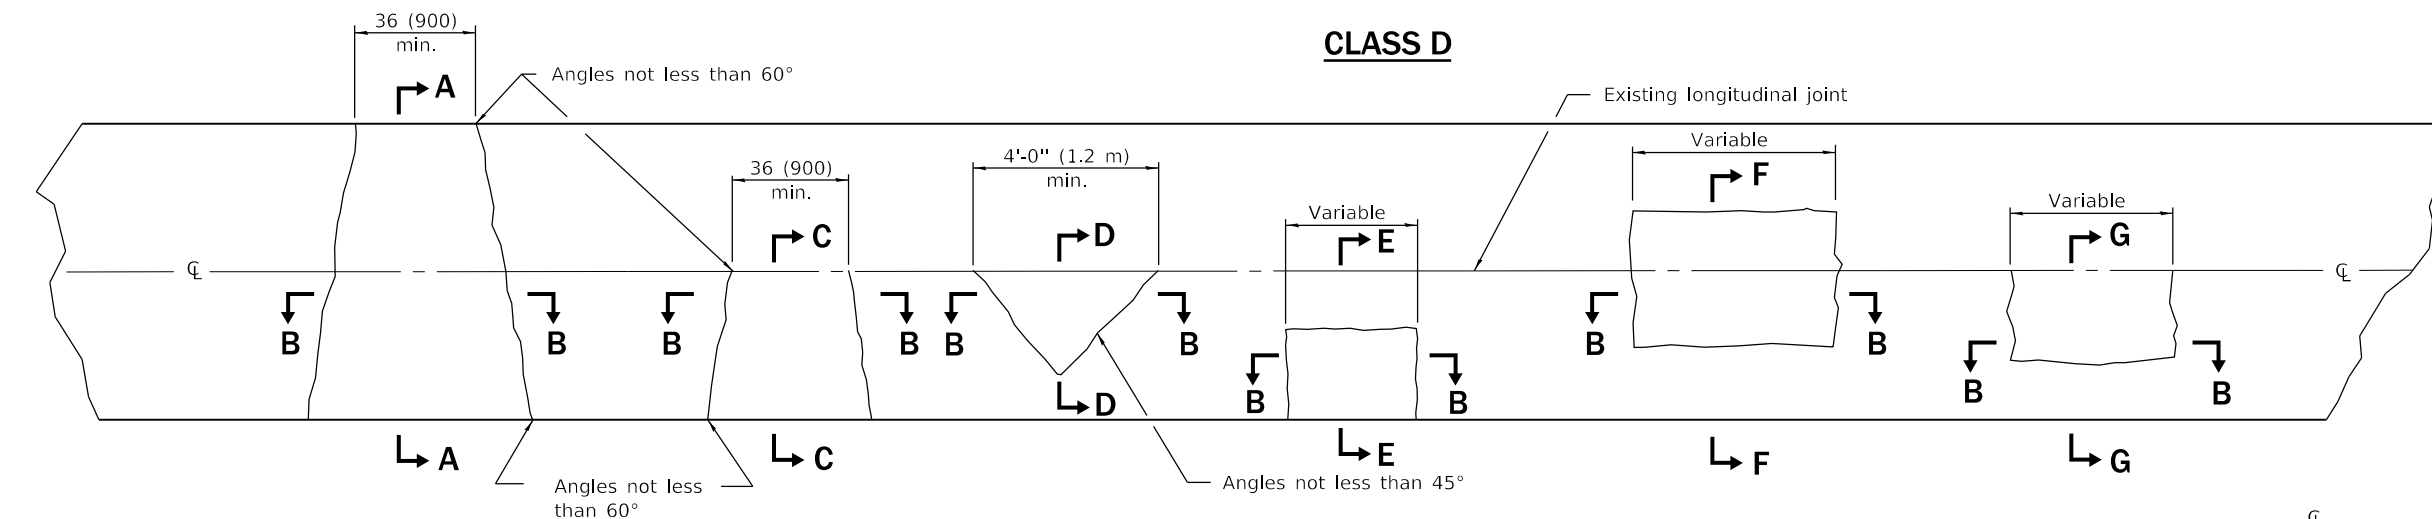 CLASS D
36 (900)
min.
A
Angles not less than 60°
Existing longitudinal joint
36 (900)
min.
4'-0" (1.2 m)
min.
Variable
Variable
Variable
C
D
E
F
G
℄
℄
B
B
B
B
B
B
B
B
B
B
B
B
A
C
D
E
F
G
Angles not less
than 60°
Angles not less than 45°
℄